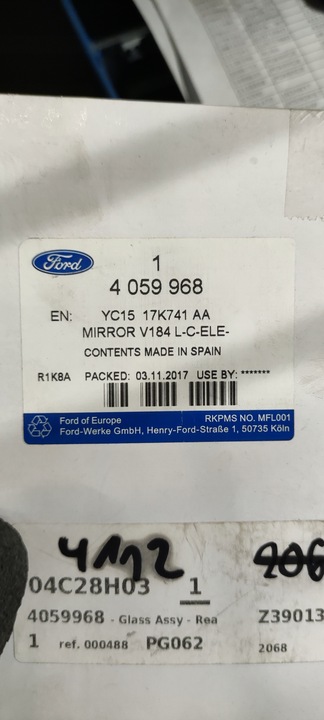 Ford
1
4 059 968
EN: YC15 17K741 AA
MIRROR V184 L-C-ELE-
CONTENTS MADE IN SPAIN
R1K8A PACKED: 03.11.2017 USE BY: *******
Ford of Europe RKPMS NO. MFL001
Ford-Werke GmbH, Henry-Ford-Straße 1, 50735 Köln
4112
04C28H03 1
4059968 - Glass Assy - Rea Z39013
1 ref. 000488 PG062 2068